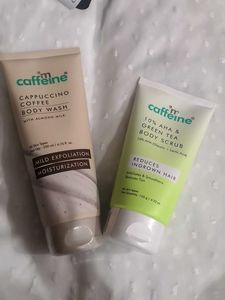 m
caffeine
CAPPUCCINO
COFFEE
BODY WASH
WITH ALMOND MILK
MILD EXFOLIATION
MOISTURIZATION
m
caffeine
10% AHA &
GREEN TEA
BODY SCRUB
REDUCES
INGROWN HAIR